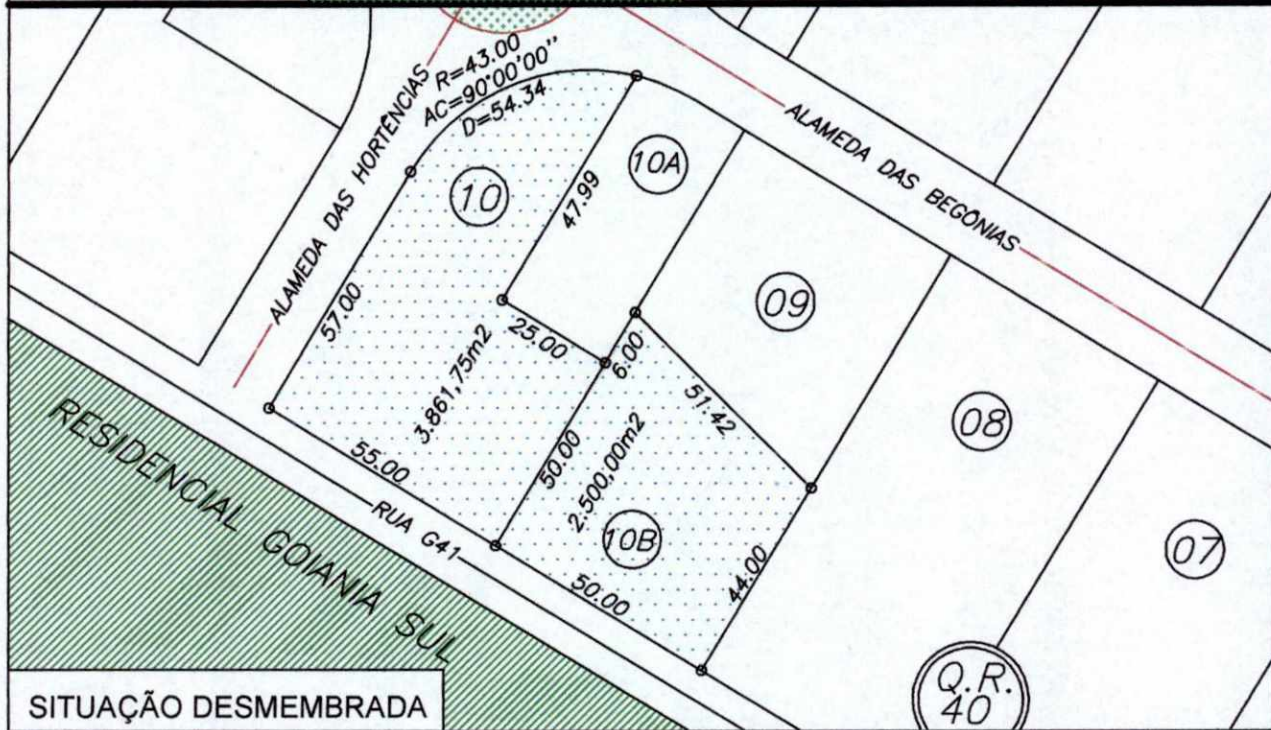 R=43.00
AC=90°00'00"
D=54.34
ALAMEDA DAS HORTÊNCIAS
ALAMEDA DAS BEGÔNIAS
10
10A
47.99
57.00
25.00
6.00
09
51.42
3.861,75m2
08
55.00
50.00
2.500,00m2
10B
RUA G41
50.00
44.00
07
RESIDENCIAL GOIANIA SUL
Q.R.
40
SITUAÇÃO DESMEMBRADA